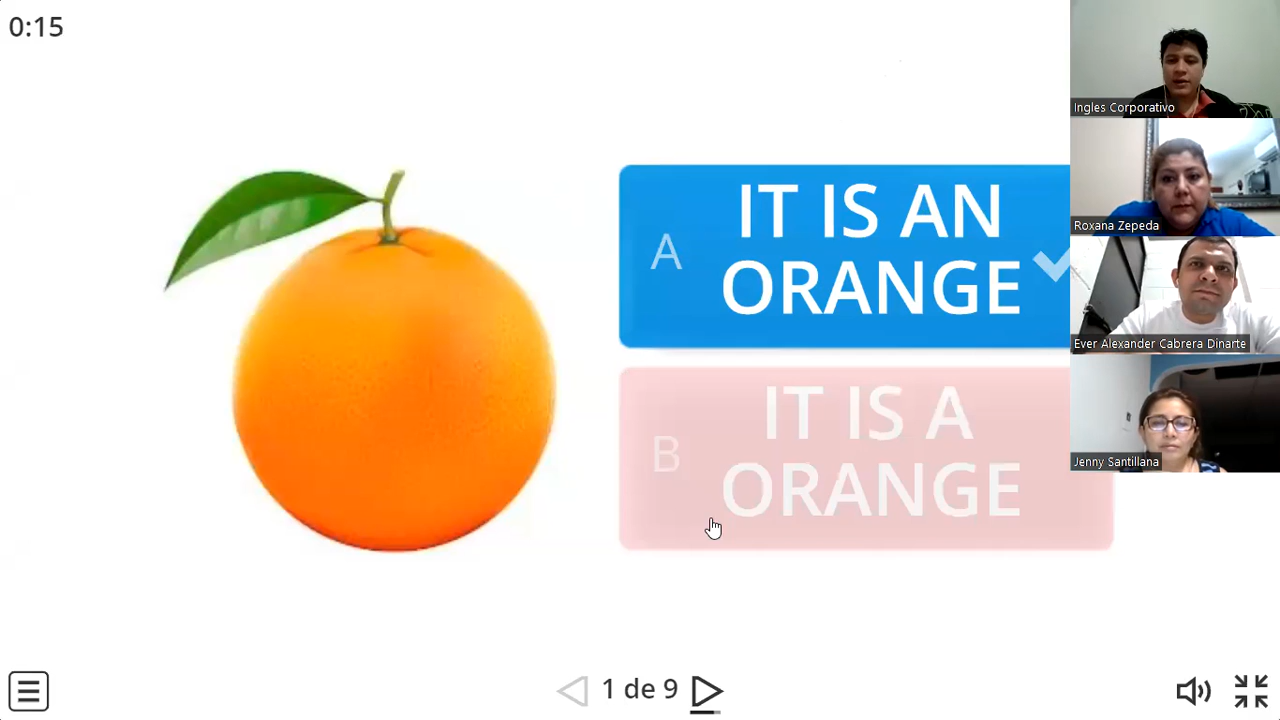 0:15
A
IT IS AN
ORANGE
B
IT IS A
ORANGE
1 de 9
Ingles Corporativo
Roxana Zepeda
Ever Alexander Cabrera Dinarte
Jenny Santillana